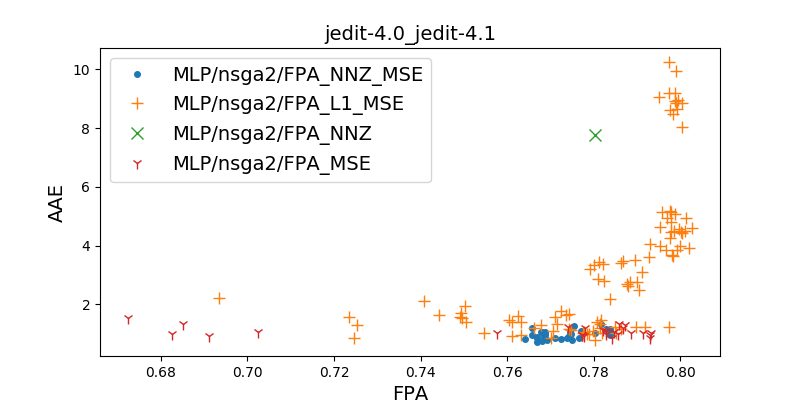 jedit-4.0_jedit-4.1
MLP/nsga2/FPA_NNZ_MSE
MLP/nsga2/FPA_L1_MSE
MLP/nsga2/FPA_NNZ
MLP/nsga2/FPA_MSE
AAE
10
8
6
4
2
0.68 0.70 0.72 0.74 0.76 0.78 0.80
FPA